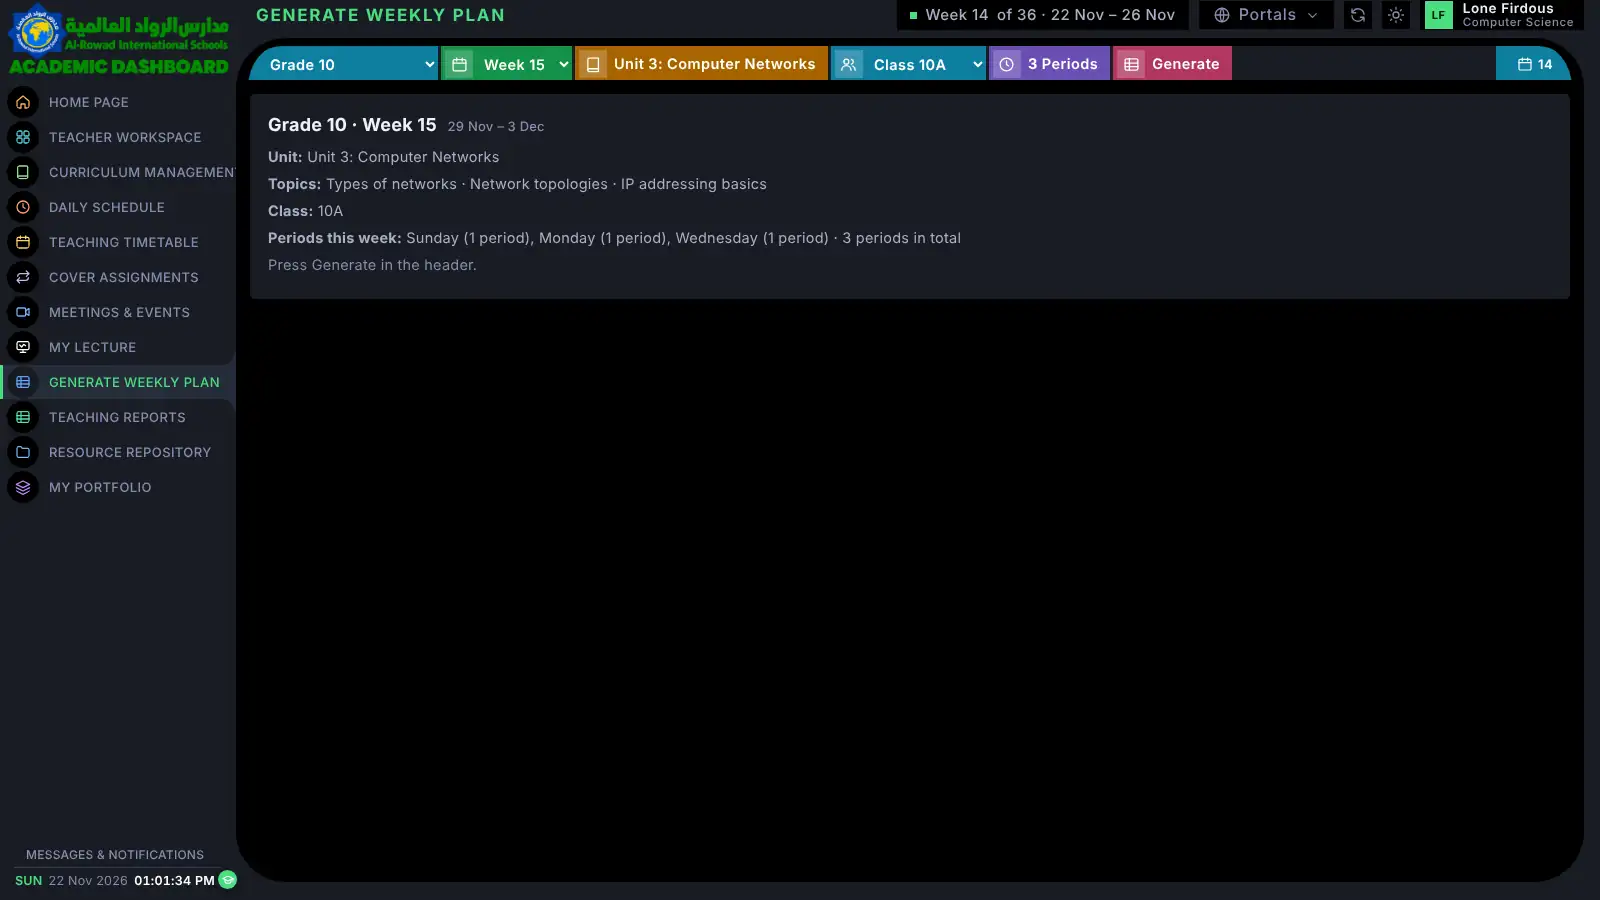 مدارس الرواد العالمية
Al-Rowad International Schools
ACADEMIC DASHBOARD
GENERATE WEEKLY PLAN
Week 14 of 36 · 22 Nov – 26 Nov
Portals
LF
Lone Firdous
Computer Science
Grade 10
Week 15
Unit 3: Computer Networks
Class 10A
3 Periods
Generate
14
HOME PAGE
TEACHER WORKSPACE
CURRICULUM MANAGEMEN
DAILY SCHEDULE
TEACHING TIMETABLE
COVER ASSIGNMENTS
MEETINGS & EVENTS
MY LECTURE
GENERATE WEEKLY PLAN
TEACHING REPORTS
RESOURCE REPOSITORY
MY PORTFOLIO
Grade 10 · Week 15 29 Nov – 3 Dec
Unit: Unit 3: Computer Networks
Topics: Types of networks · Network topologies · IP addressing basics
Class: 10A
Periods this week: Sunday (1 period), Monday (1 period), Wednesday (1 period) · 3 periods in total
Press Generate in the header.
MESSAGES & NOTIFICATIONS
SUN 22 Nov 2026 01:01:34 PM